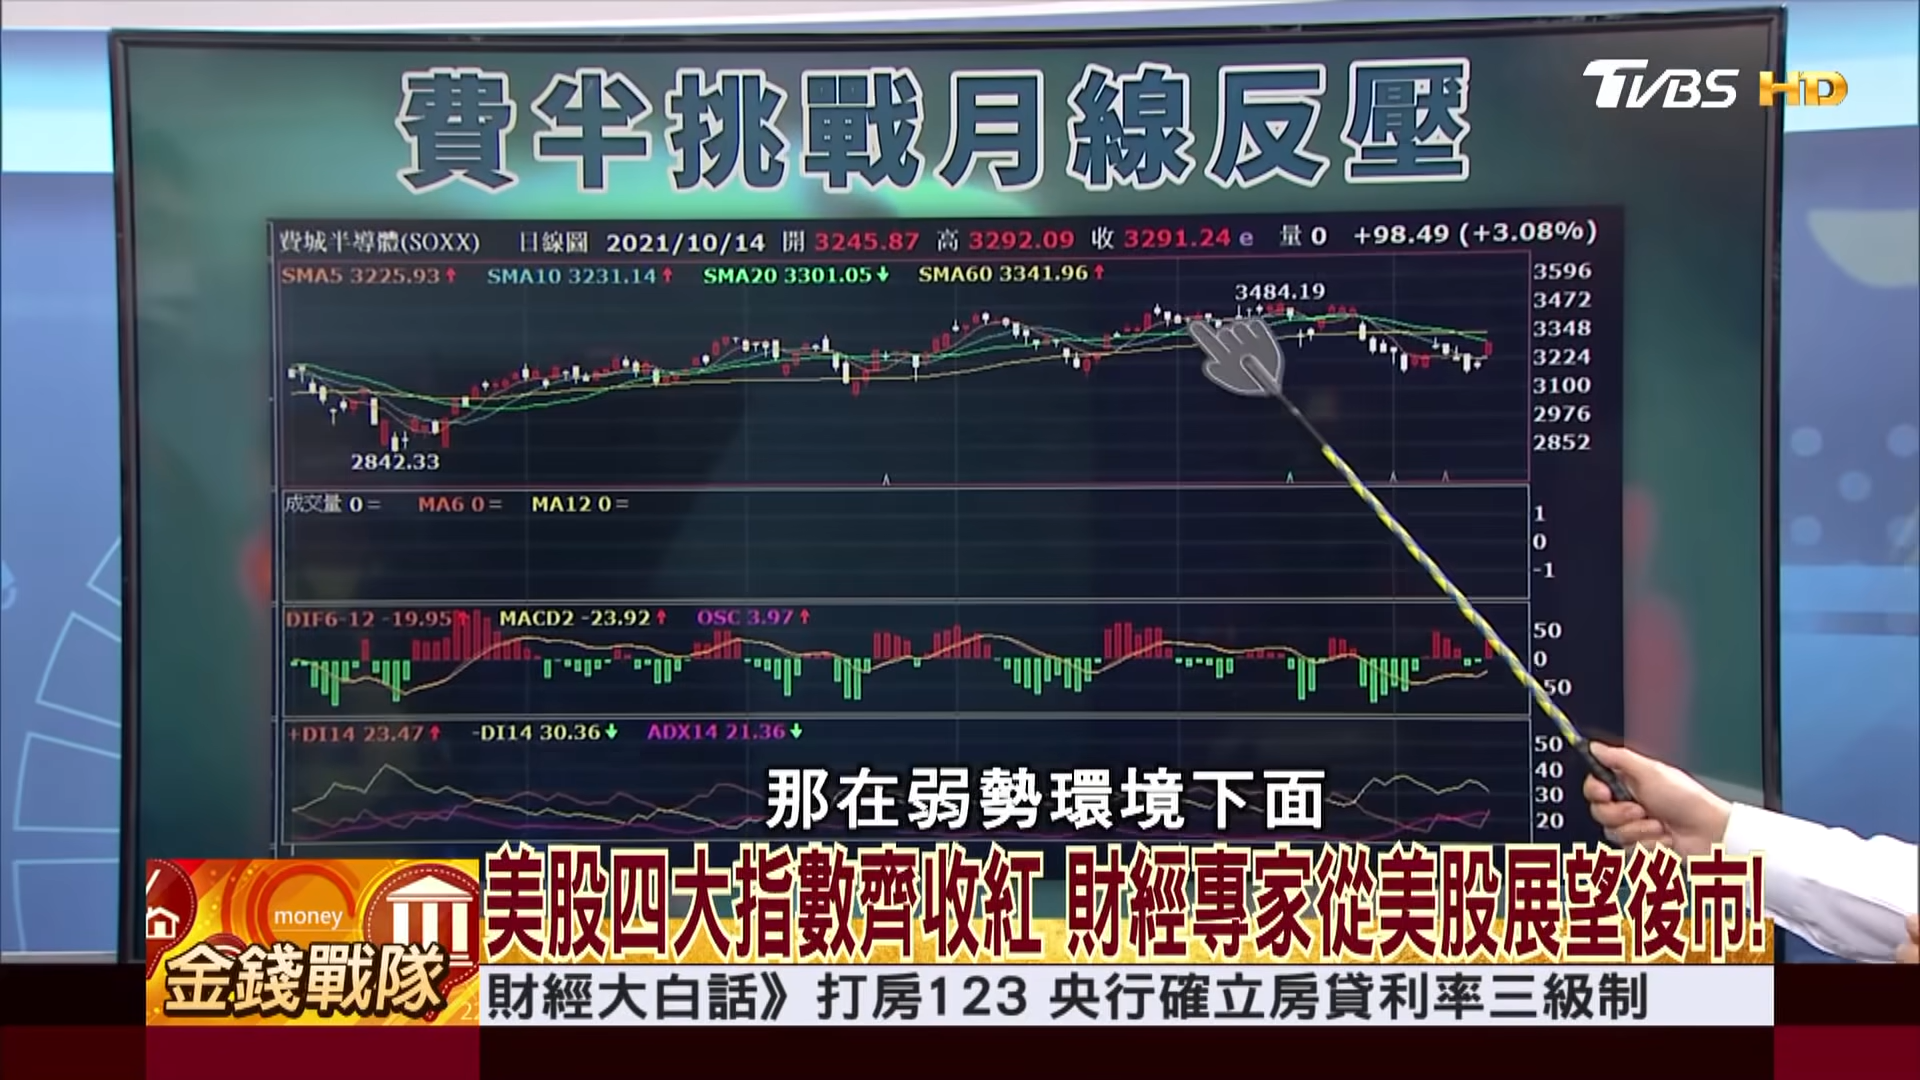 TVBS HD
費半挑戰月線反壓
費城半導體(SOXX) 日線圖 2021/10/14 開 3245.87 高 3292.09 收 3291.24 e 量 0 +98.49 (+3.08%)
SMA5 3225.93↑ SMA10 3231.14↑ SMA20 3301.05↓ SMA60 3341.96↑
3596
3484.19
3472
3348
3224
3100
2976
2852
2842.33
成交量 0 = MA6 0 = MA12 0 =
1
0
-1
DIF6-12 -19.95↑ MACD2 -23.92↑ OSC 3.97↑
50
0
50
+DI14 23.47↑ -DI14 30.36↓ ADX14 21.36↓
50
40
30
20
那在弱勢環境下面
美股四大指數齊收紅 財經專家從美股展望後市!
money
金錢戰隊
財經大白話》打房123 央行確立房貸利率三級制